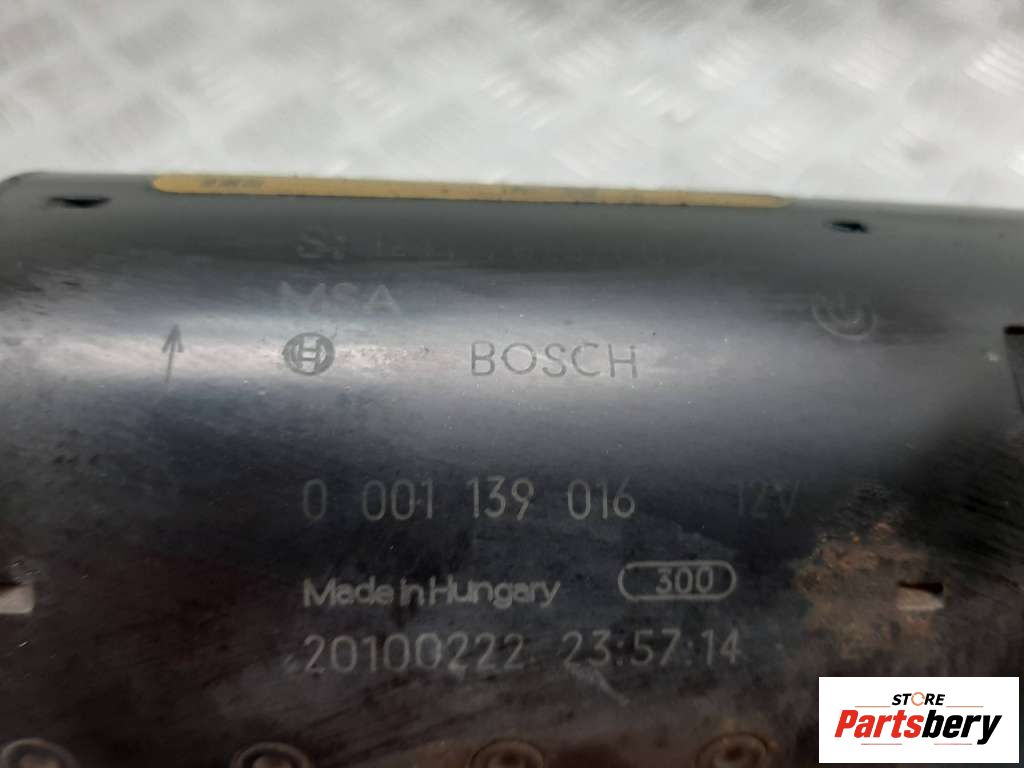 MSA
BOSCH
0 001 139 016 12V
Made in Hungary 300
20100222 23:57:14
STORE
Partsbery